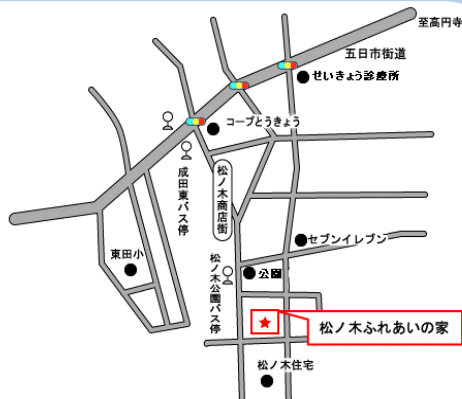 至高円寺
五日市街道
せいきょう診療所
コープとうきょう
成田東バス停
松ノ木商店街
東田小
セブンイレブン
松ノ木公園バス停
公園
松ノ木ふれあいの家
松ノ木住宅